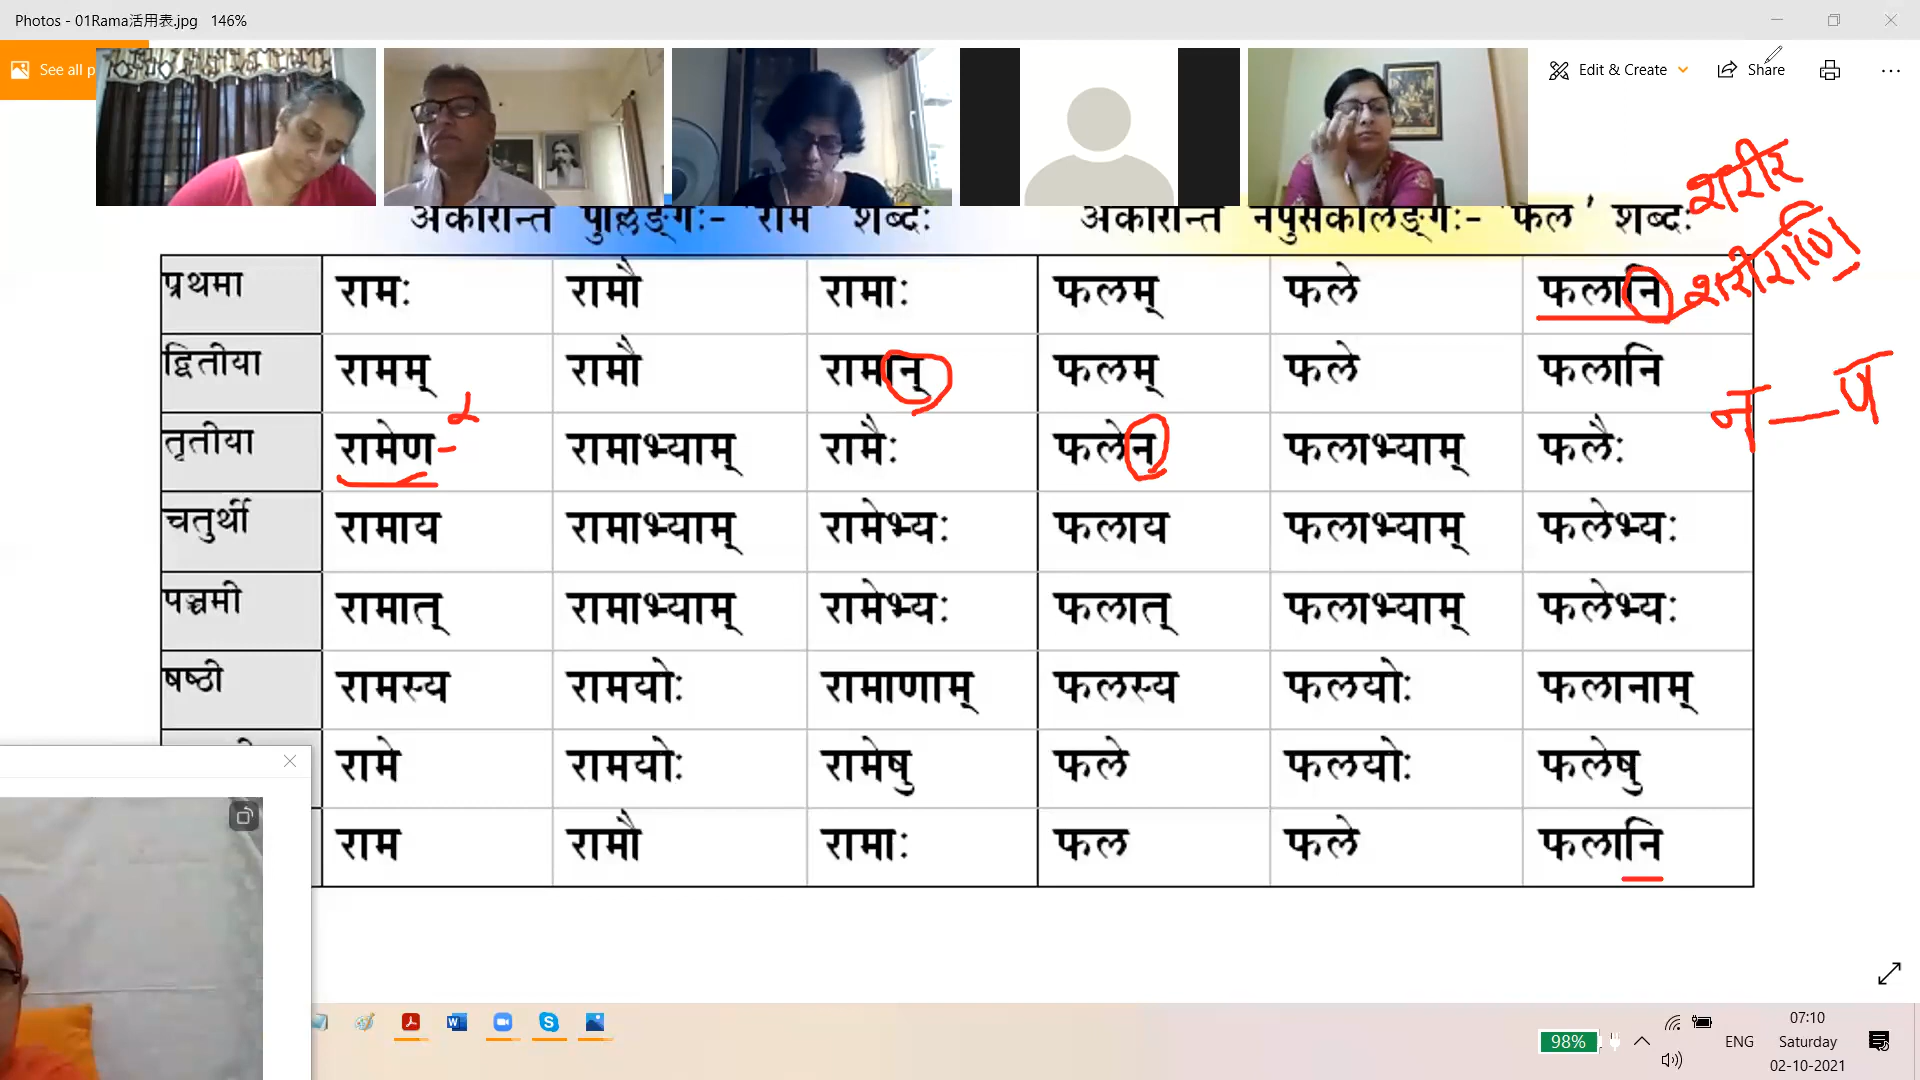 Photos - 01Rama活用表.jpg 146%
See all p
Edit & Create Share
शरीर
शरीराणि
न—ण
अकारान्त पुंल्लिङ्गः- 'राम' शब्दः अकारान्त नपुंसकलिङ्गः- 'फल' शब्दः
प्रथमा रामः रामौ रामाः फलम् फले फलानि
द्वितीया रामम् रामौ रामान् फलम् फले फलानि
तृतीया रामेण रामाभ्याम् रामैः फलेन फलाभ्याम् फलैः
चतुर्थी रामाय रामाभ्याम् रामेभ्यः फलाय फलाभ्याम् फलेभ्यः
पञ्चमी रामात् रामाभ्याम् रामेभ्यः फलात् फलाभ्याम् फलेभ्यः
षष्ठी रामस्य रामयोः रामाणाम् फलस्य फलयोः फलानाम्
रामे रामयोः रामेषु फले फलयोः फलेषु
राम रामौ रामाः फल फले फलानि
98% ENG
07:10
Saturday
02-10-2021